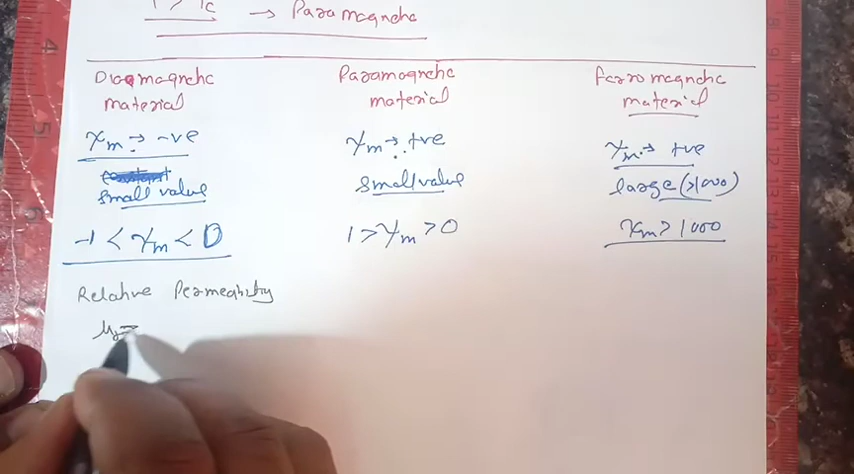 T > Tc → Paramagnetic
Diamagnetic material
χm → -ve
small value
-1 < χm < 0
Paramagnetic material
χm → +ve
small value
1 > χm > 0
Ferromagnetic material
χm → +ve
large (>1000)
χm > 1000
Relative Permeability
μr =